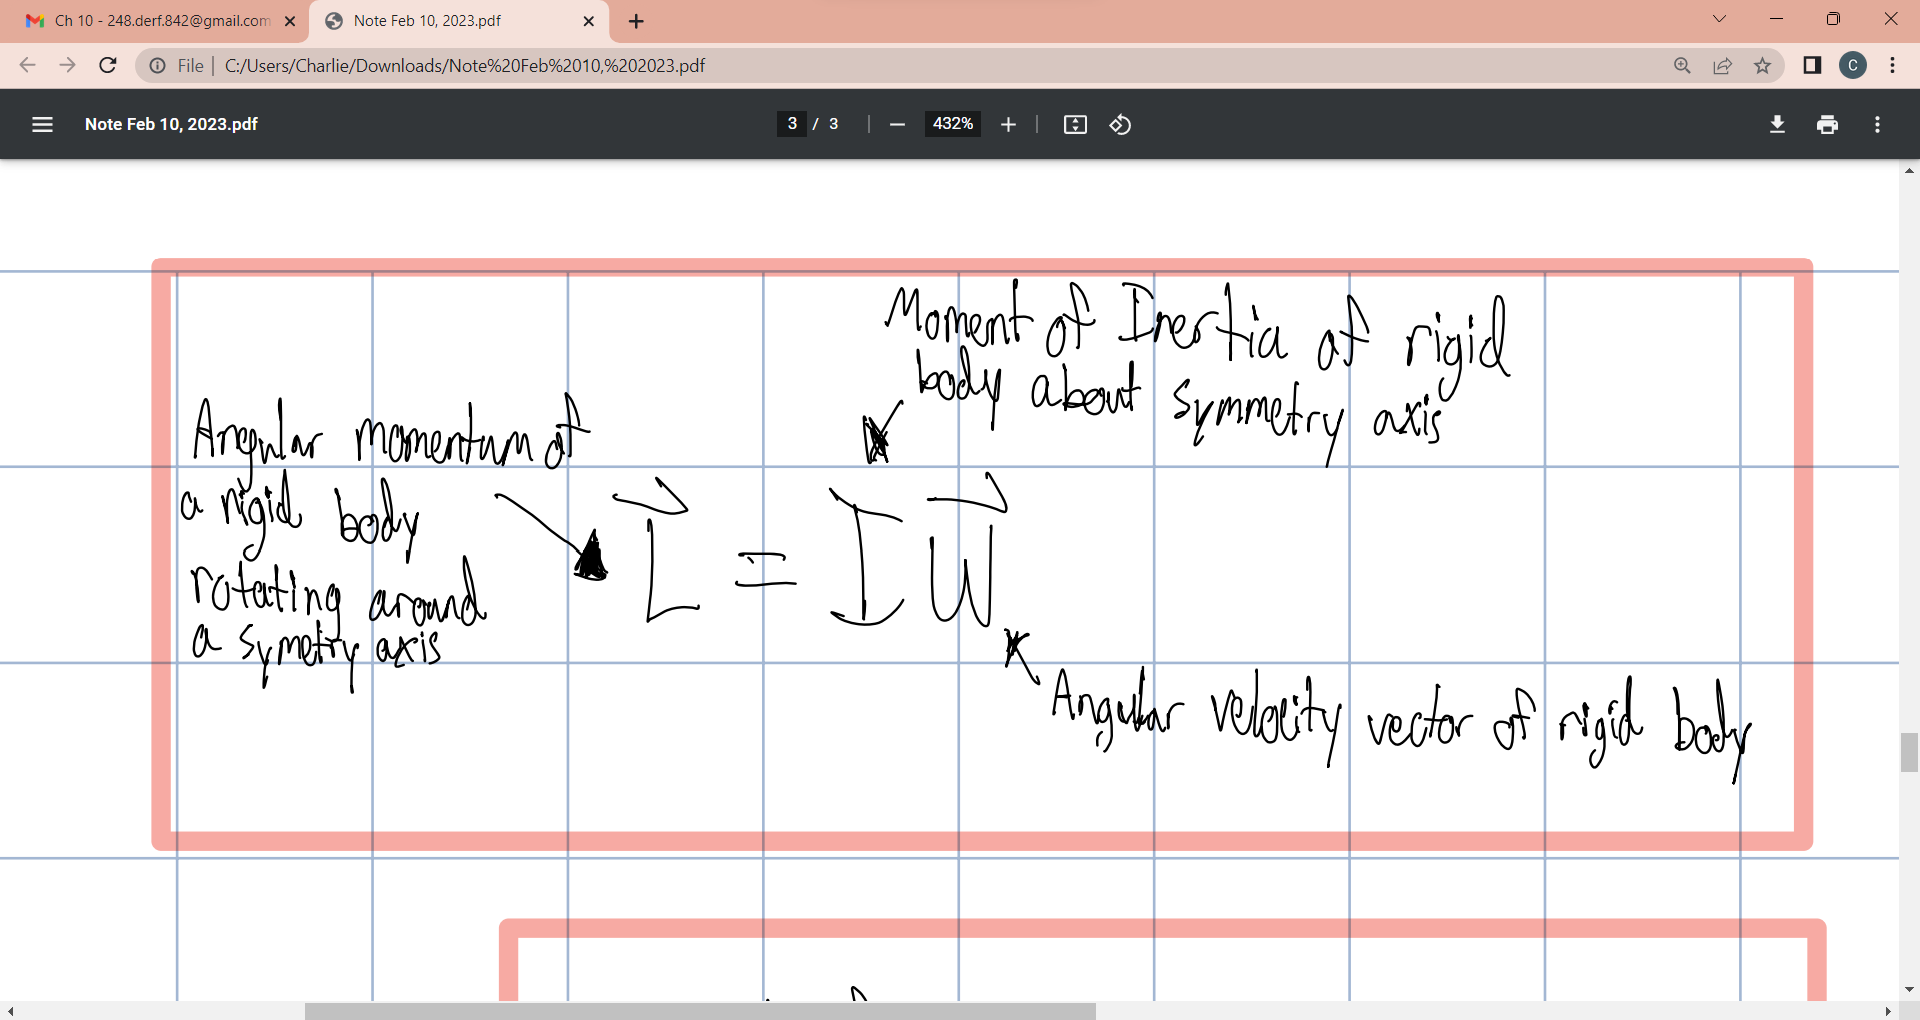 Ch 10 - 248.derf.842@gmail.com
Note Feb 10, 2023.pdf
File
C:/Users/Charlie/Downloads/Note%20Feb%2010,%202023.pdf
C
Note Feb 10, 2023.pdf
3 / 3
432%
Moment of Inertia of rigid
body about symmetry axis
Angular momentum of
a rigid body
rotating around
a symetry axis
L⃗ = I ω⃗
Angular velocity vector of rigid body